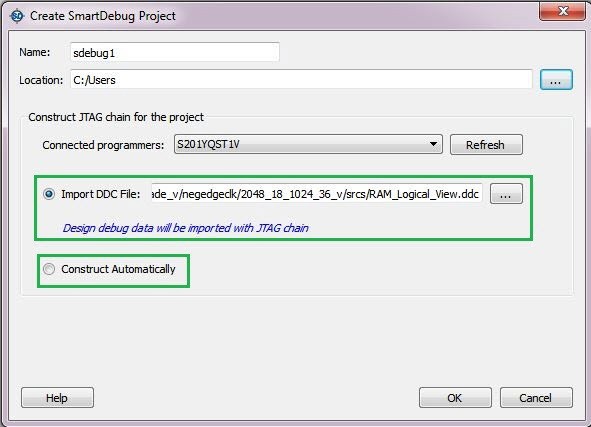 SD Create SmartDebug Project
Name: sdebug1
Location: C:/Users ...
Construct JTAG chain for the project
Connected programmers: S201YQST1V Refresh
Import DDC File: ade_v/negedgeclk/2048_18_1024_36_v/srcs/RAM_Logical_View.ddc ...
Design debug data will be imported with JTAG chain
Construct Automatically
Help OK Cancel